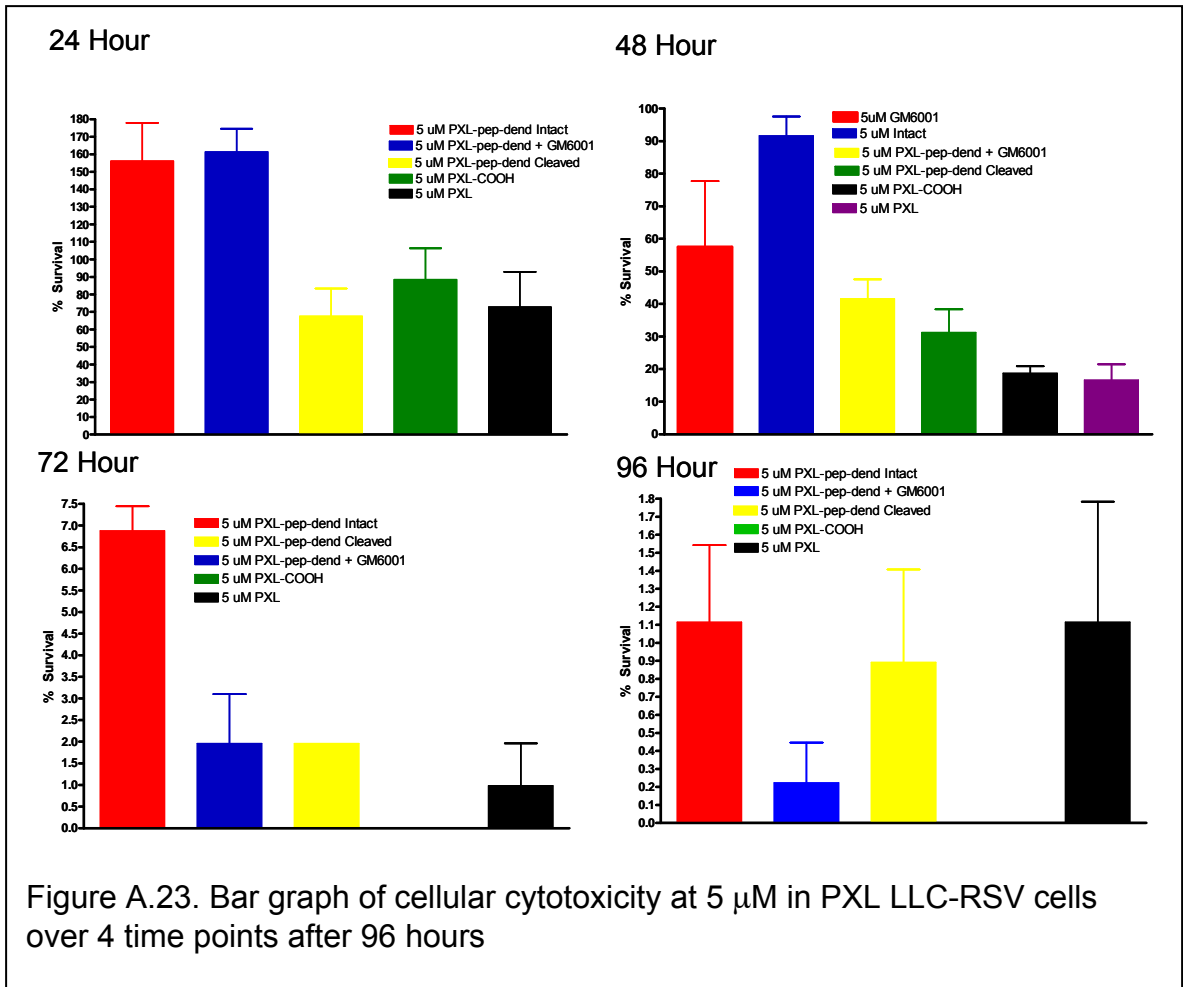 24 Hour
% Survival
180
170
160
150
140
130
120
110
100
90
80
70
60
50
40
30
20
10
0
5 uM PXL-pep-dend Intact
5 uM PXL-pep-dend + GM6001
5 uM PXL-pep-dend Cleaved
5 uM PXL-COOH
5 uM PXL
48 Hour
% Survival
100
90
80
70
60
50
40
30
20
10
0
5uM GM6001
5 uM Intact
5 uM PXL-pep-dend + GM6001
5 uM PXL-pep-dend Cleaved
5 uM PXL-COOH
5 uM PXL
72 Hour
% Survival
7.5
7.0
6.5
6.0
5.5
5.0
4.5
4.0
3.5
3.0
2.5
2.0
1.5
1.0
0.5
0.0
5 uM PXL-pep-dend Intact
5 uM PXL-pep-dend Cleaved
5 uM PXL-pep-dend + GM6001
5 uM PXL-COOH
5 uM PXL
96 Hour
% Survival
1.8
1.7
1.6
1.5
1.4
1.3
1.2
1.1
1.0
0.9
0.8
0.7
0.6
0.5
0.4
0.3
0.2
0.1
0.0
5 uM PXL-pep-dend Intact
5 uM PXL-pep-dend + GM6001
5 uM PXL-pep-dend Cleaved
5 uM PXL-COOH
5 uM PXL
Figure A.23. Bar graph of cellular cytotoxicity at 5 μM in PXL LLC-RSV cells
over 4 time points after 96 hours